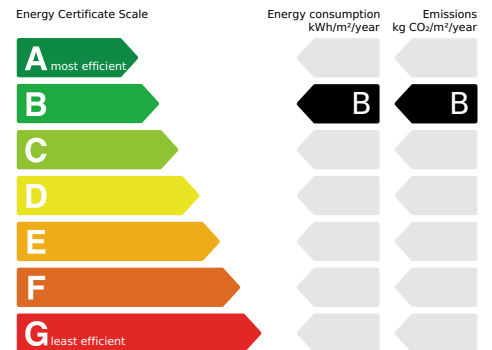 Energy Certificate Scale
Energy consumption
kWh/m²/year
Emissions
kg CO₂/m²/year
A most efficient
B
B
B
C
D
E
F
G least efficient